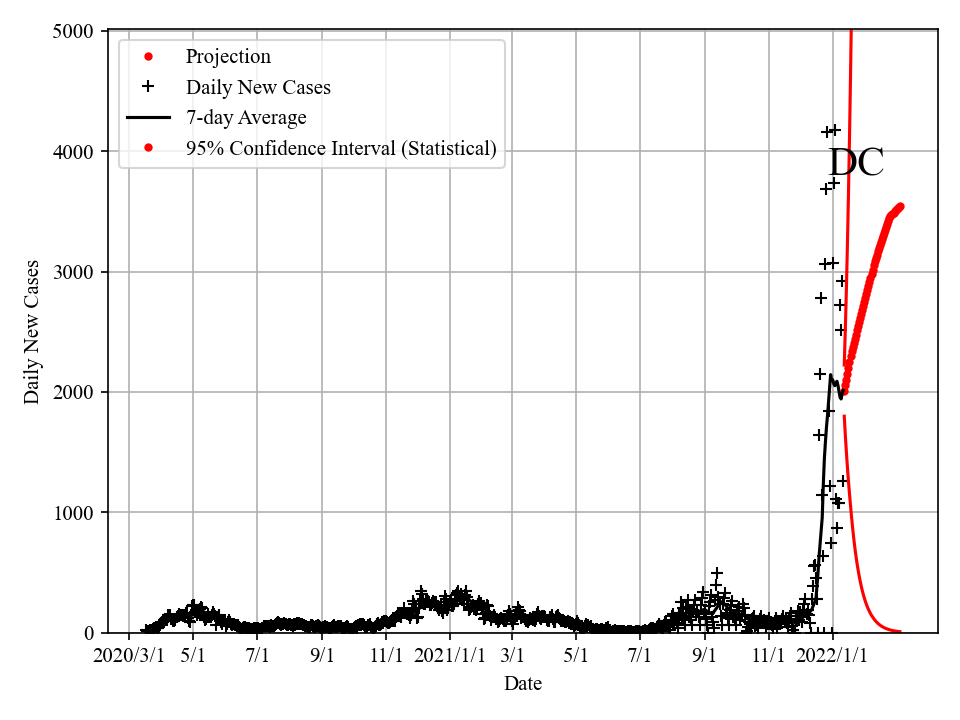 5000
4000
3000
2000
1000
0
Daily New Cases
Projection
Daily New Cases
7-day Average
95% Confidence Interval (Statistical)
DC
2020/3/1 5/1 7/1 9/1 11/1 2021/1/1 3/1 5/1 7/1 9/1 11/1 2022/1/1
Date